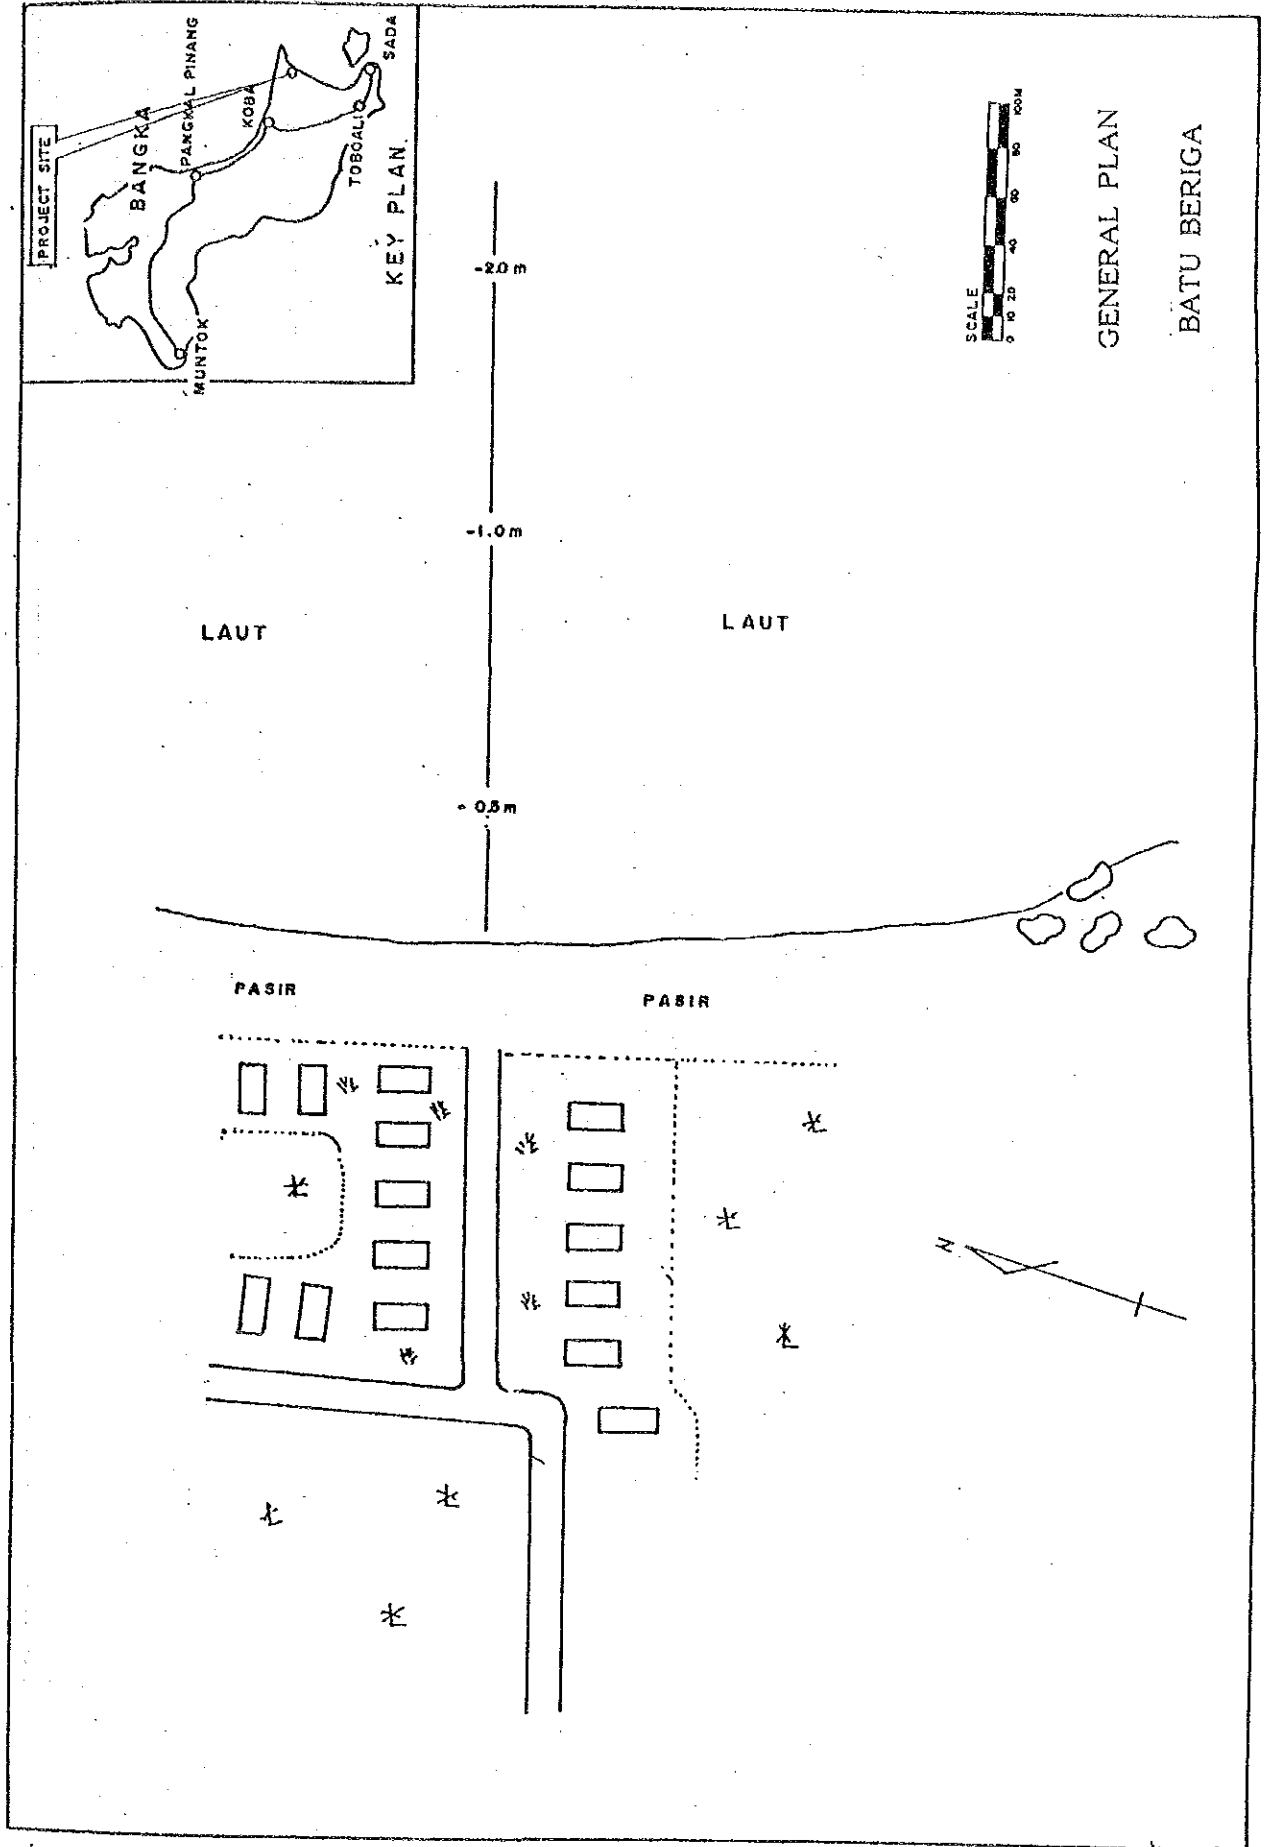 PROJECT SITE
BANGKA
PANGKAL PINANG
KOBA
SADA
TOBOALI
MUNTOK
KEY PLAN.
-2.0 m
-1.0 m
- 0.5 m
LAUT
LAUT
PASIR
PASIR
N
SCALE
0 10 20 40 60 80 100M
GENERAL PLAN
BATU BERIGA